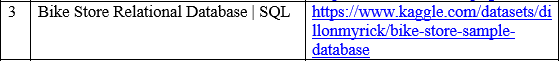 3 Bike Store Relational Database | SQL https://www.kaggle.com/datasets/di
llonmyrick/bike-store-sample-
database